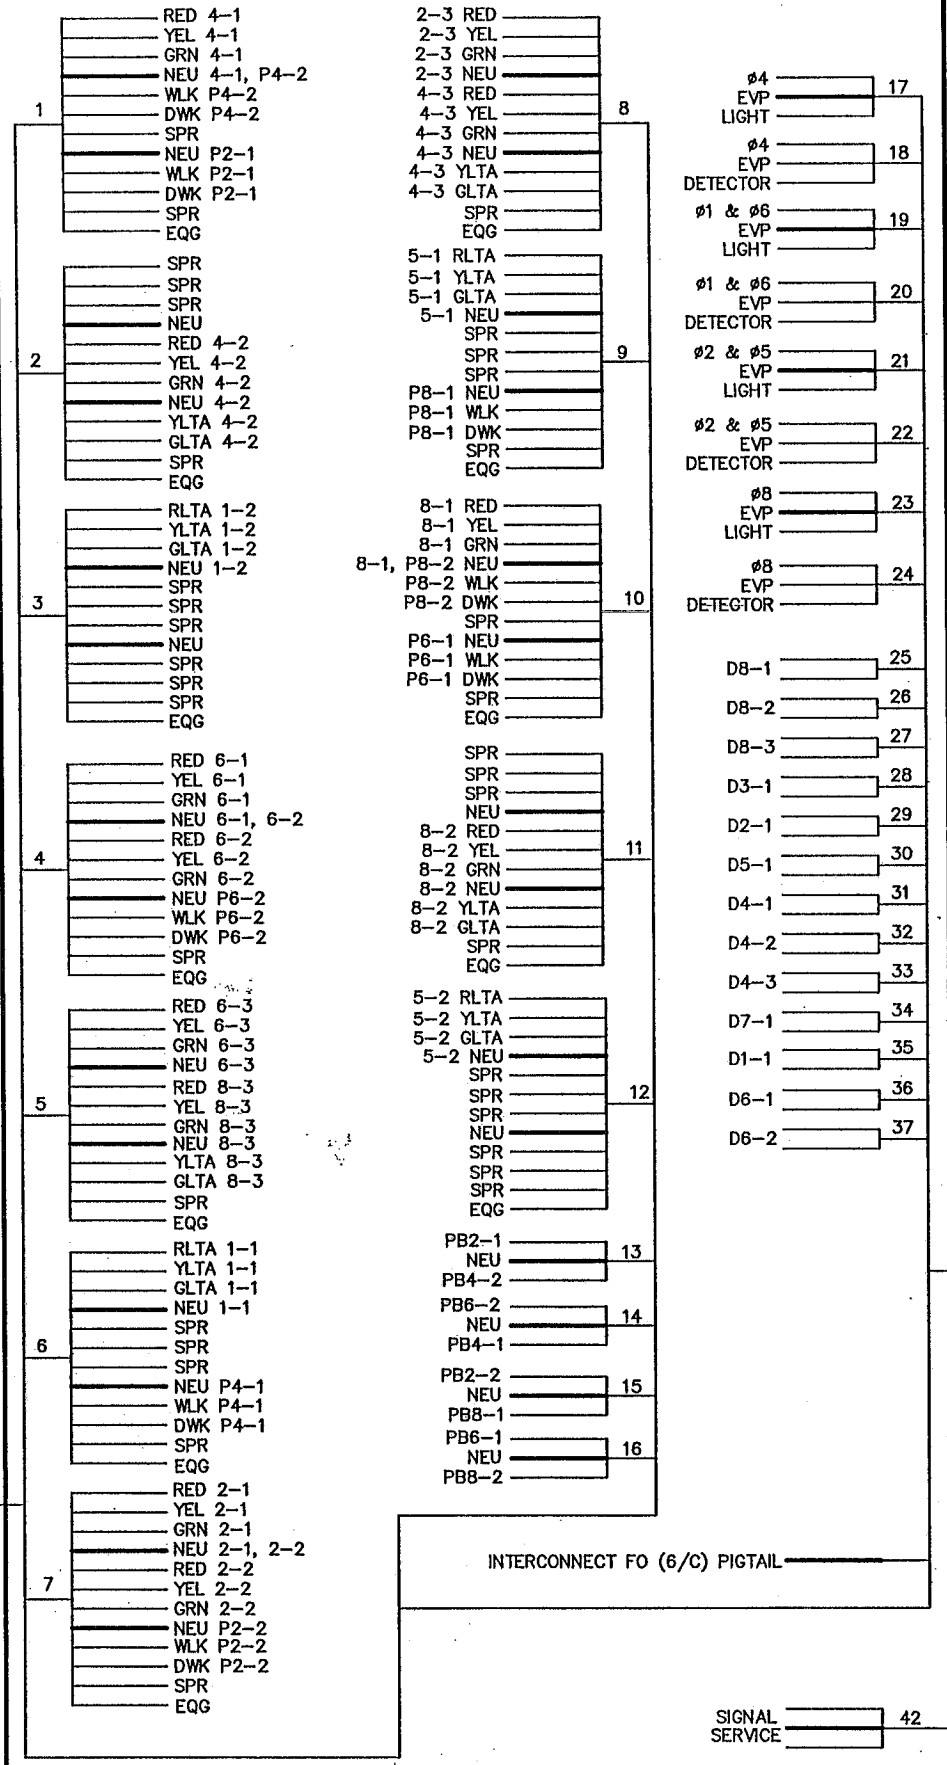 1
RED 4-1
YEL 4-1
GRN 4-1
NEU 4-1, P4-2
WLK P4-2
DWK P4-2
SPR
NEU P2-1
WLK P2-1
DWK P2-1
SPR
EQG
2
SPR
SPR
SPR
NEU
RED 4-2
YEL 4-2
GRN 4-2
NEU 4-2
YLTA 4-2
GLTA 4-2
SPR
EQG
3
RLTA 1-2
YLTA 1-2
GLTA 1-2
NEU 1-2
SPR
SPR
SPR
NEU
SPR
SPR
SPR
EQG
4
RED 6-1
YEL 6-1
GRN 6-1
NEU 6-1, 6-2
RED 6-2
YEL 6-2
GRN 6-2
NEU P6-2
WLK P6-2
DWK P6-2
SPR
EQG
5
RED 6-3
YEL 6-3
GRN 6-3
NEU 6-3
RED 8-3
YEL 8-3
GRN 8-3
NEU 8-3
YLTA 8-3
GLTA 8-3
SPR
EQG
6
RLTA 1-1
YLTA 1-1
GLTA 1-1
NEU 1-1
SPR
SPR
SPR
NEU P4-1
WLK P4-1
DWK P4-1
SPR
EQG
7
RED 2-1
YEL 2-1
GRN 2-1
NEU 2-1, 2-2
RED 2-2
YEL 2-2
GRN 2-2
NEU P2-2
WLK P2-2
DWK P2-2
SPR
EQG
2-3 RED
2-3 YEL
2-3 GRN
2-3 NEU
4-3 RED
4-3 YEL
4-3 GRN
4-3 NEU
4-3 YLTA
4-3 GLTA
SPR
EQG
8
5-1 RLTA
5-1 YLTA
5-1 GLTA
5-1 NEU
SPR
SPR
SPR
P8-1 NEU
P8-1 WLK
P8-1 DWK
SPR
EQG
9
8-1 RED
8-1 YEL
8-1 GRN
8-1, P8-2 NEU
P8-2 WLK
P8-2 DWK
SPR
P6-1 NEU
P6-1 WLK
P6-1 DWK
SPR
EQG
10
SPR
SPR
SPR
NEU
8-2 RED
8-2 YEL
8-2 GRN
8-2 NEU
8-2 YLTA
8-2 GLTA
SPR
EQG
11
5-2 RLTA
5-2 YLTA
5-2 GLTA
5-2 NEU
SPR
SPR
SPR
NEU
SPR
SPR
SPR
EQG
12
PB2-1
NEU
PB4-2
13
PB6-2
NEU
PB4-1
14
PB2-2
NEU
PB8-1
15
PB6-1
NEU
PB8-2
16
ø4
EVP
LIGHT
17
ø4
EVP
DETECTOR
18
ø1 & ø6
EVP
LIGHT
19
ø1 & ø6
EVP
DETECTOR
20
ø2 & ø5
EVP
LIGHT
21
ø2 & ø5
EVP
DETECTOR
22
ø8
EVP
LIGHT
23
ø8
EVP
DETECTOR
24
D8-1 25
D8-2 26
D8-3 27
D3-1 28
D2-1 29
D5-1 30
D4-1 31
D4-2 32
D4-3 33
D7-1 34
D1-1 35
D6-1 36
D6-2 37
INTERCONNECT FO (6/C) PIGTAIL
SIGNAL
SERVICE
42